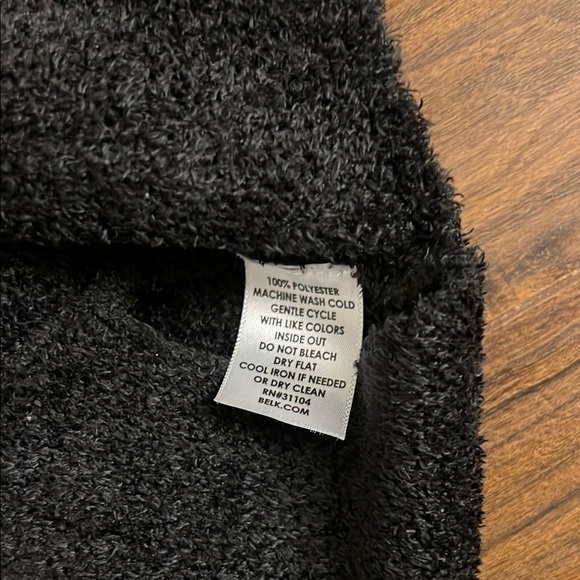 100% POLYESTER
MACHINE WASH COLD
GENTLE CYCLE
WITH LIKE COLORS
INSIDE OUT
DO NOT BLEACH
DRY FLAT
COOL IRON IF NEEDED
OR DRY CLEAN
RN#31104
BELK.COM